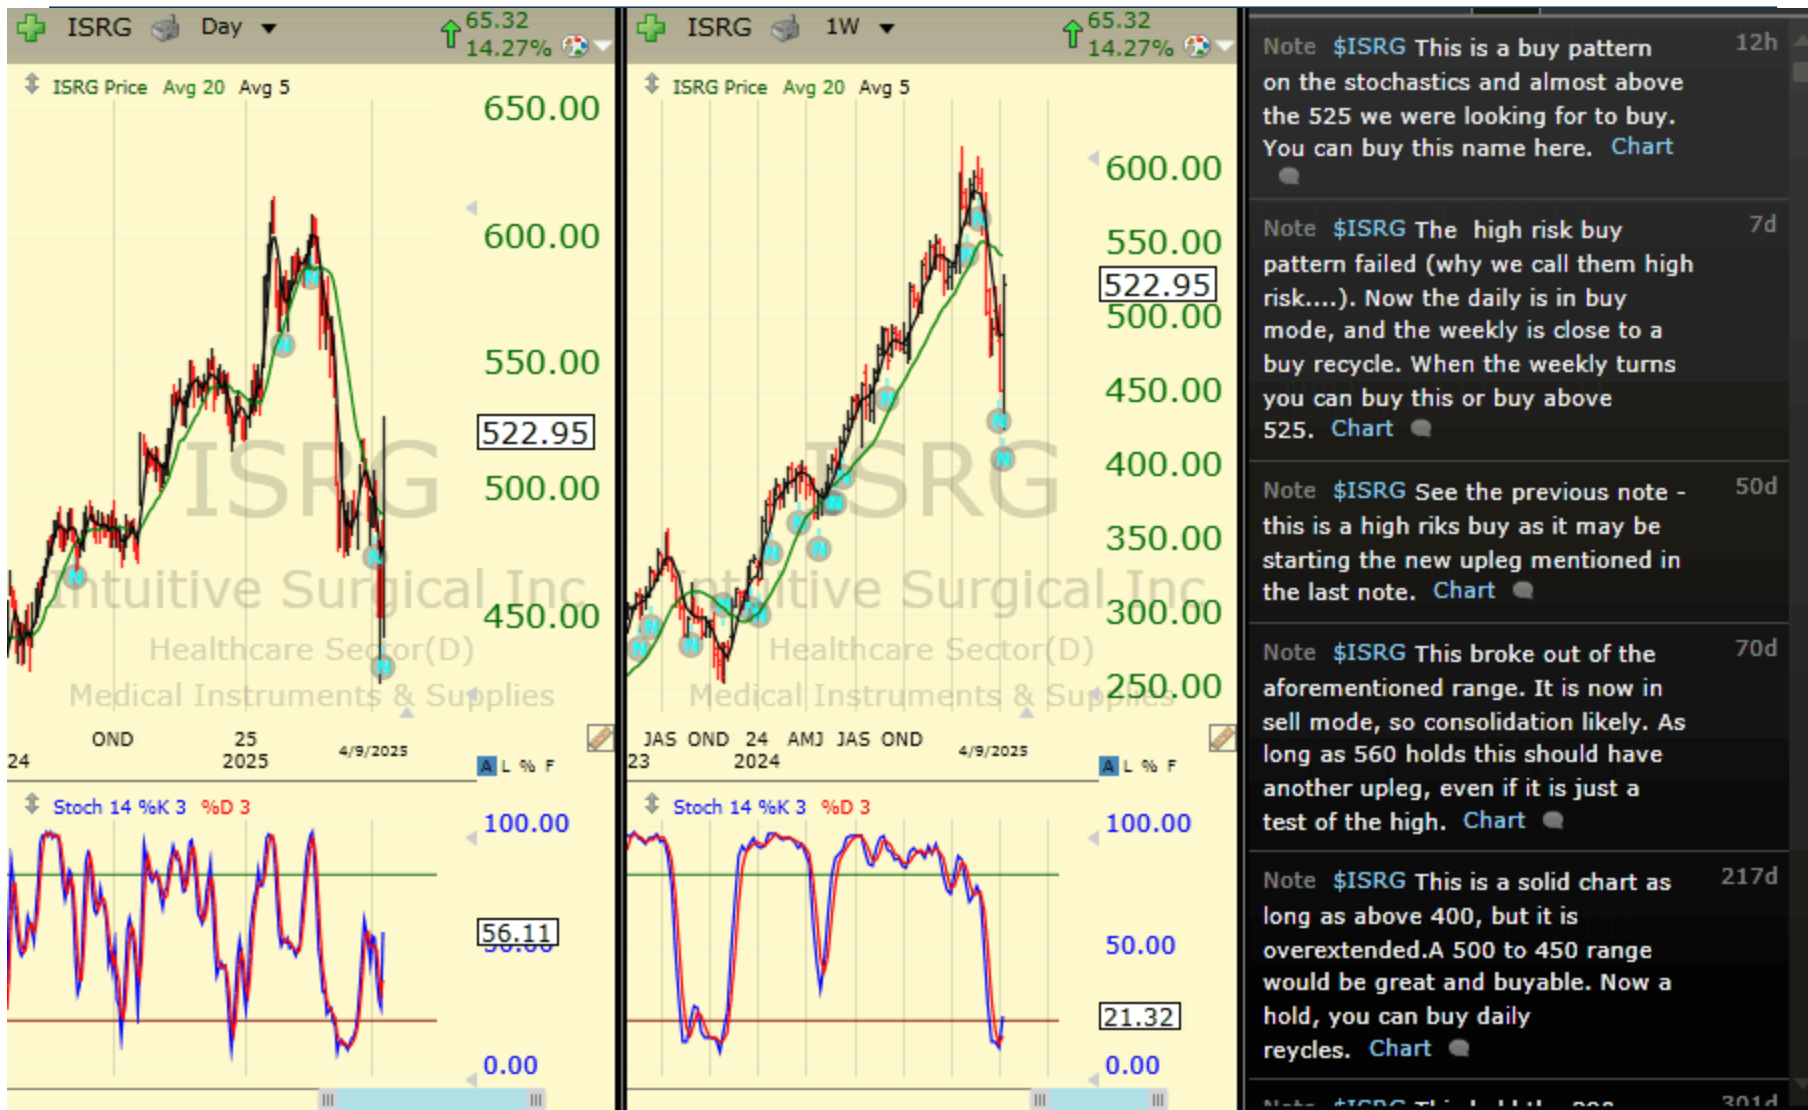 ISRG Day
65.32
14.27%
ISRG Price Avg 20 Avg 5
650.00
600.00
550.00
522.95
500.00
450.00
ISRG
Intuitive Surgical Inc
Healthcare Sector(D)
Medical Instruments & Supplies
OND 25 4/9/2025
24 2025
A L % F
Stoch 14 %K 3 %D 3
100.00
56.11
50.00
0.00
ISRG 1W
65.32
14.27%
ISRG Price Avg 20 Avg 5
600.00
550.00
522.95
500.00
450.00
400.00
350.00
300.00
250.00
ISRG
Intuitive Surgical Inc
Healthcare Sector(D)
Medical Instruments & Supplies
JAS OND 24 AMJ JAS OND 4/9/2025
23 2024
A L % F
Stoch 14 %K 3 %D 3
100.00
50.00
21.32
0.00
Note $ISRG This is a buy pattern 12h
on the stochastics and almost above
the 525 we were looking for to buy.
You can buy this name here. Chart
Note $ISRG The high risk buy 7d
pattern failed (why we call them high
risk....). Now the daily is in buy
mode, and the weekly is close to a
buy recycle. When the weekly turns
you can buy this or buy above
525. Chart
Note $ISRG See the previous note - 50d
this is a high riks buy as it may be
starting the new upleg mentioned in
the last note. Chart
Note $ISRG This broke out of the 70d
aforementioned range. It is now in
sell mode, so consolidation likely. As
long as 560 holds this should have
another upleg, even if it is just a
test of the high. Chart
Note $ISRG This is a solid chart as 217d
long as above 400, but it is
overextended.A 500 to 450 range
would be great and buyable. Now a
hold, you can buy daily
reycles. Chart
Note $ISRG 301d